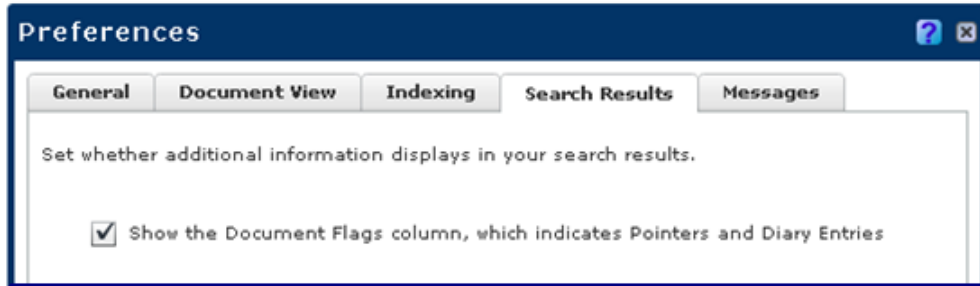 Preferences
?
General Document View Indexing Search Results Messages
Set whether additional information displays in your search results.
Show the Document Flags column, which indicates Pointers and Diary Entries